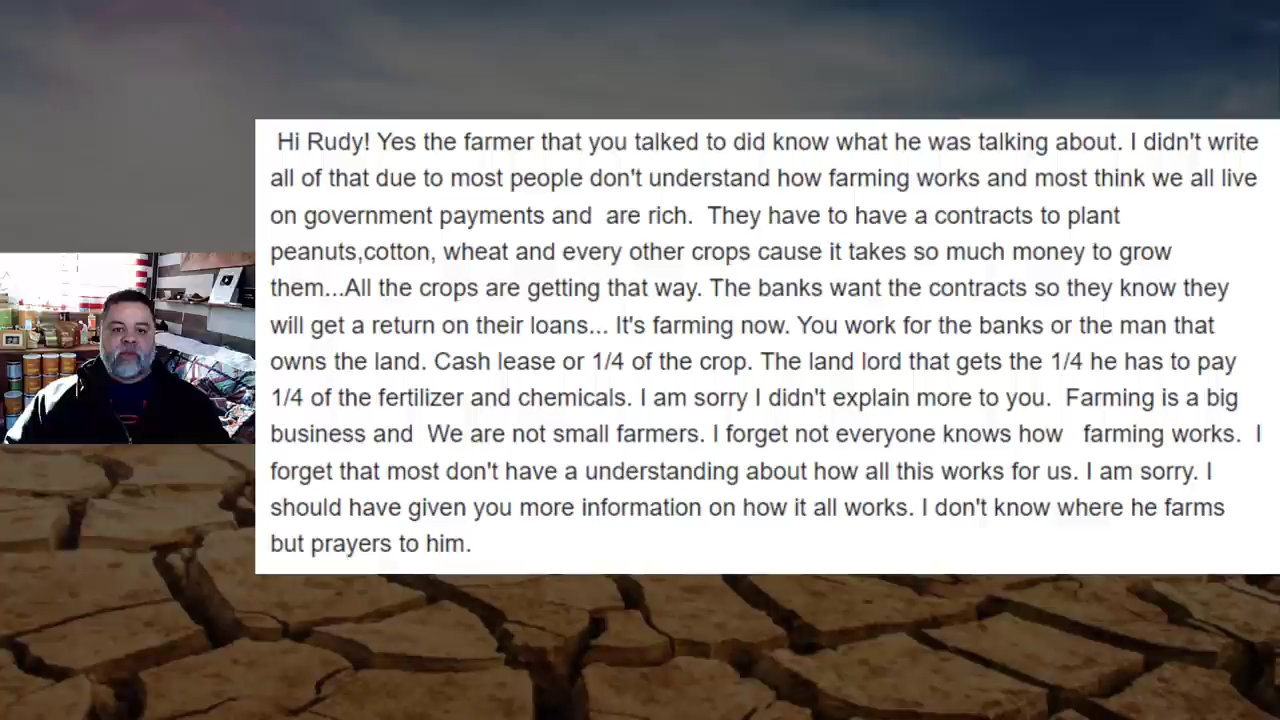 Hi Rudy! Yes the farmer that you talked to did know what he was talking about. I didn't write
all of that due to most people don't understand how farming works and most think we all live
on government payments and  are rich.  They have to have a contracts to plant
peanuts,cotton, wheat and every other crops cause it takes so much money to grow
them...All the crops are getting that way. The banks want the contracts so they know they
will get a return on their loans... It's farming now. You work for the banks or the man that
owns the land. Cash lease or 1/4 of the crop. The land lord that gets the 1/4 he has to pay
1/4 of the fertilizer and chemicals. I am sorry I didn't explain more to you.  Farming is a big
business and  We are not small farmers. I forget not everyone knows how   farming works.  I
forget that most don't have a understanding about how all this works for us. I am sorry. I
should have given you more information on how it all works. I don't know where he farms
but prayers to him.